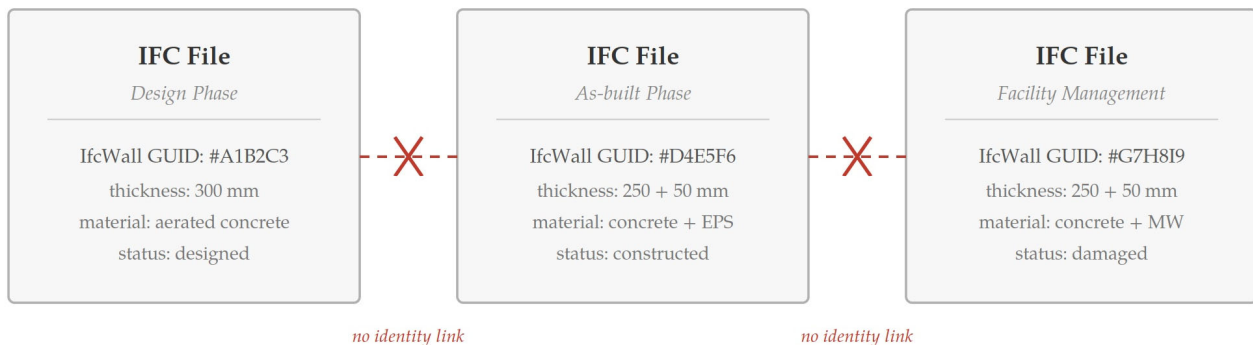 IFC File
Design Phase
IfcWall GUID: #A1B2C3
thickness: 300 mm
material: aerated concrete
status: designed
IFC File
As-built Phase
IfcWall GUID: #D4E5F6
thickness: 250 + 50 mm
material: concrete + EPS
status: constructed
IFC File
Facility Management
IfcWall GUID: #G7H8I9
thickness: 250 + 50 mm
material: concrete + MW
status: damaged
no identity link
no identity link